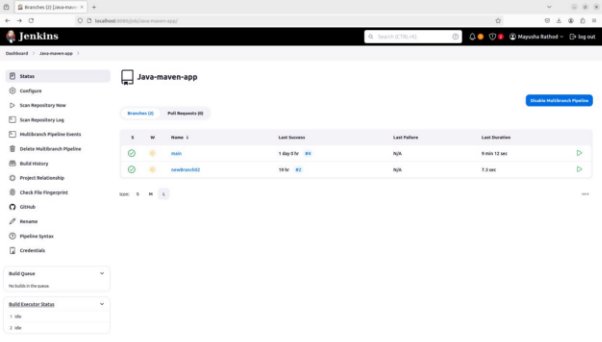 Branches (2) [Java-maven-
localhost:8080/job/Java-maven-app/
Jenkins
Search (CTRL+K)
Mayusha Rathod
log out
Dashboard > Java-maven-app >
Status
Configure
Scan Repository Now
Scan Repository Log
Multibranch Pipeline Events
Delete Multibranch Pipeline
Build History
Project Relationship
Check File Fingerprint
GitHub
Rename
Pipeline Syntax
Credentials
Build Queue
No builds in the queue.
Build Executor Status
1 Idle
2 Idle
Java-maven-app
Disable Multibranch Pipeline
Branches (2) Pull Requests (0)
S W Name ↓ Last Success Last Failure Last Duration
main 1 day 0 hr N/A 9 min 12 sec
newBranch02 19 hr #2 N/A 7.3 sec
Icon: S M L